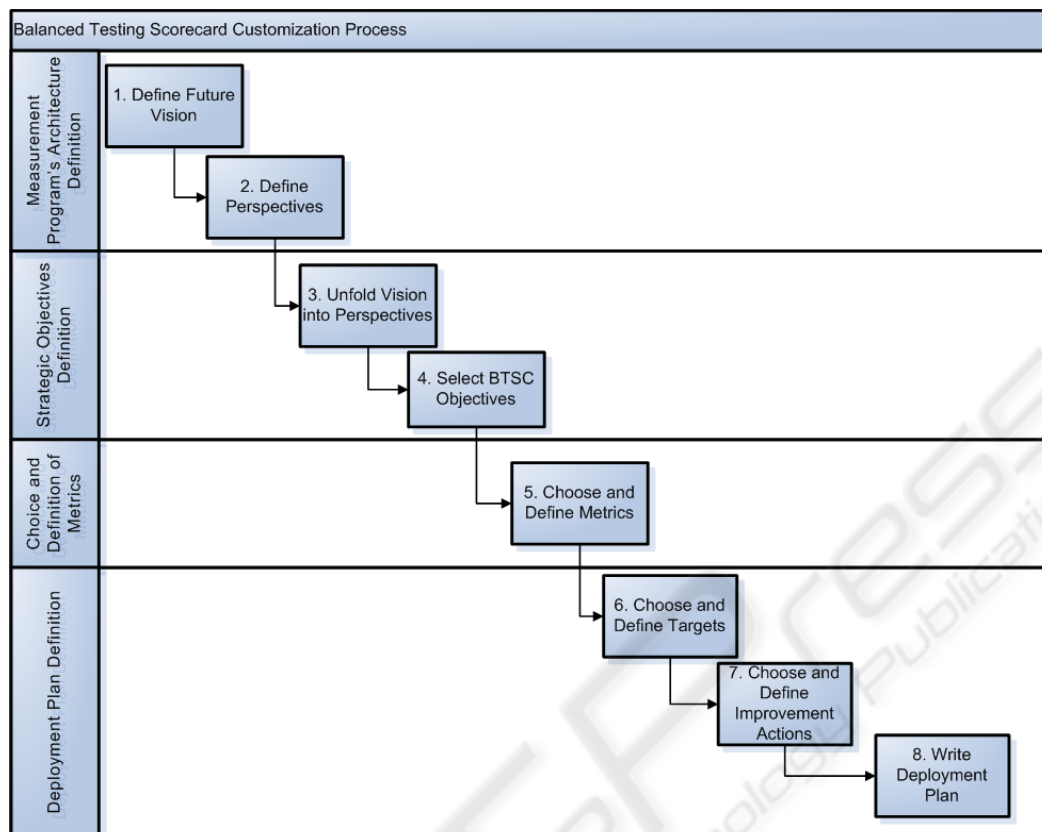 Balanced Testing Scorecard Customization Process
Measurement
Program's Architecture
Definition
1. Define Future
Vision
2. Define
Perspectives
Strategic Objectives
Definition
3. Unfold Vision
into Perspectives
4. Select BTSC
Objectives
Choice and
Definition of
Metrics
5. Choose and
Define Metrics
Deployment Plan Definition
6. Choose and
Define Targets
7. Choose and
Define
Improvement
Actions
8. Write
Deployment
Plan